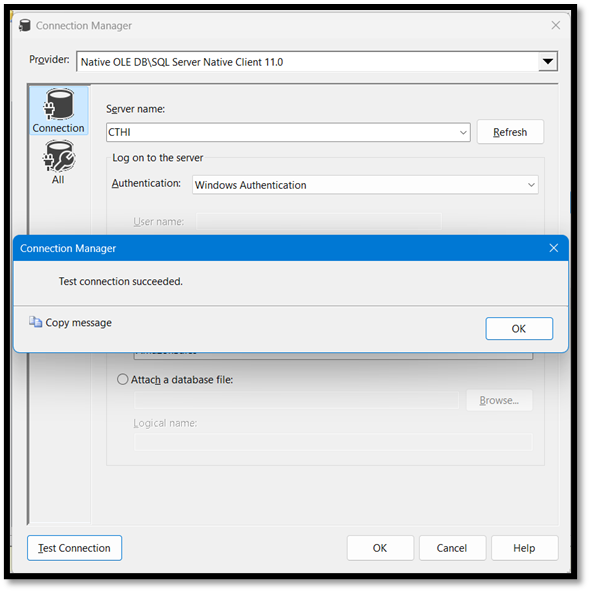 Connection Manager
Provider: Native OLE DB\SQL Server Native Client 11.0
Connection
All
Server name:
CTHI Refresh
Log on to the server
Authentication: Windows Authentication
User name:
Connection Manager
Test connection succeeded.
Copy message
OK
Attach a database file:
Browse...
Logical name:
Test Connection OK Cancel Help